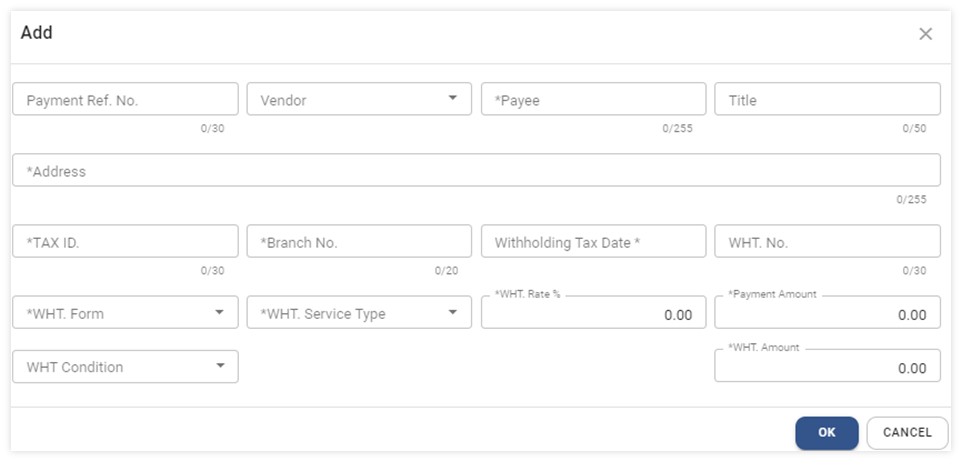 Add
Payment Ref. No. Vendor *Payee Title
0/30 0/255 0/50
*Address
0/255
*TAX ID. *Branch No. Withholding Tax Date * WHT. No.
0/30 0/20 0/30
*WHT. Form *WHT. Service Type *WHT. Rate % 0.00 *Payment Amount 0.00
WHT Condition *WHT. Amount 0.00
OK CANCEL